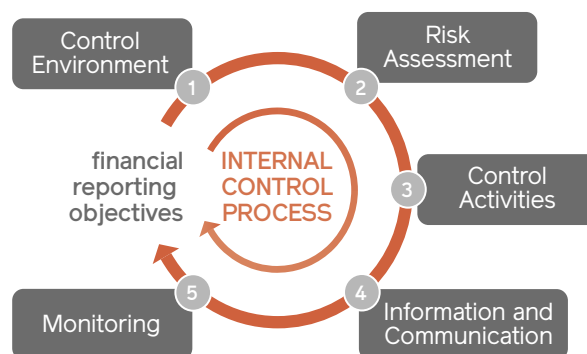 Control
Environment
1
Risk
Assessment
2
financial
reporting
objectives
INTERNAL
CONTROL
PROCESS
3
Control
Activities
5
Monitoring
4
Information and
Communication